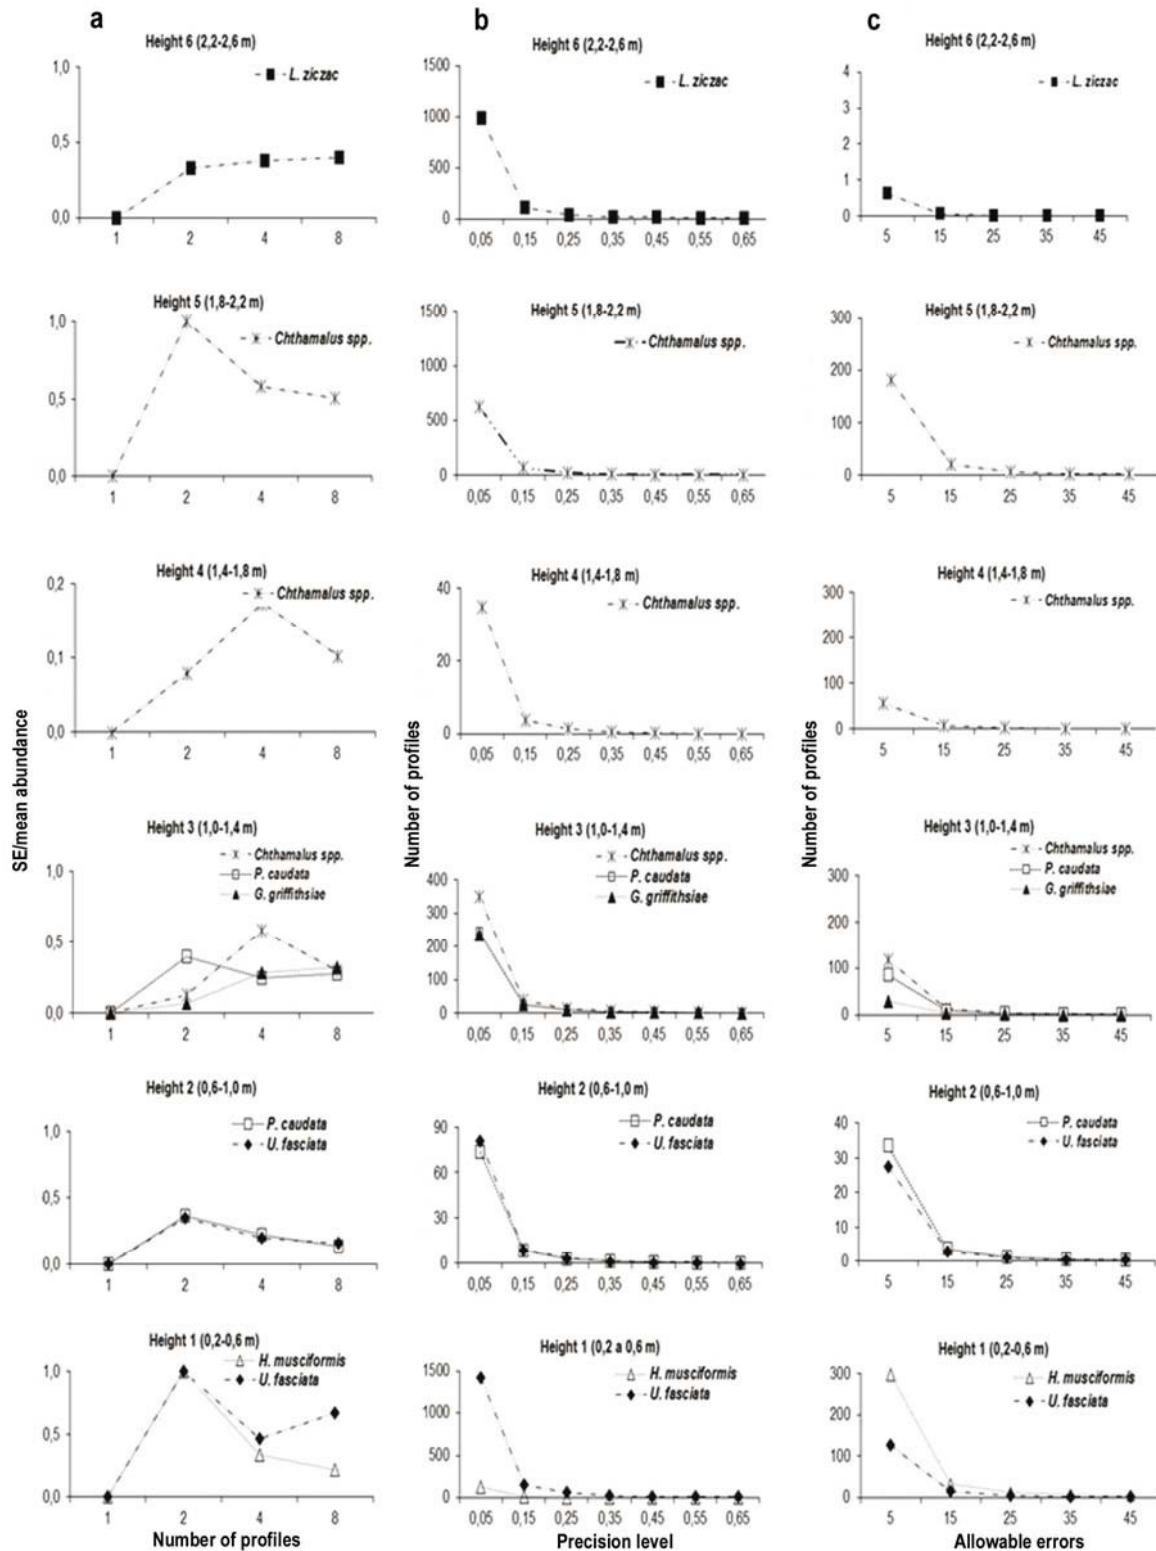 a
b
c
Height 6 (2,2-2,6 m)
L. ziczac
1,0
0,5
0,0
1 2 4 8
Height 6 (2,2-2,6 m)
L. ziczac
1500
1000
500
0
0,05 0,15 0,25 0,35 0,45 0,55 0,65
Height 6 (2,2-2,6 m)
L. ziczac
4
3
2
1
0
5 15 25 35 45
Height 5 (1,8-2,2 m)
Chthamalus spp.
1,0
0,5
0,0
1 2 4 8
Height 5 (1,8-2,2 m)
Chthamalus spp.
1500
1000
500
0
0,05 0,15 0,25 0,35 0,45 0,55 0,65
Height 5 (1,8-2,2 m)
Chthamalus spp.
300
200
100
0
5 15 25 35 45
Height 4 (1,4-1,8 m)
Chthamalus spp.
0,2
0,1
0,0
1 2 4 8
Height 4 (1,4-1,8 m)
Chthamalus spp.
40
20
0
0,05 0,15 0,25 0,35 0,45 0,55 0,65
Height 4 (1,4-1,8 m)
Chthamalus spp.
300
200
100
0
5 15 25 35 45
SE/mean abundance
Number of profiles
Number of profiles
Height 3 (1,0-1,4 m)
Chthamalus spp.
P. caudata
G. griffithsiae
1,0
0,5
0,0
1 2 4 8
Height 3 (1,0-1,4 m)
Chthamalus spp.
P. caudata
G. griffithsiae
400
300
200
100
0
0,05 0,15 0,25 0,35 0,45 0,55 0,65
Height 3 (1,0-1,4 m)
Chthamalus spp.
P. caudata
G. griffithsiae
300
200
100
0
5 15 25 35 45
Height 2 (0,6-1,0 m)
P. caudata
U. fasciata
1,0
0,5
0,0
1 2 4 8
Height 2 (0,6-1,0 m)
P. caudata
U. fasciata
90
60
30
0
0,05 0,15 0,25 0,35 0,45 0,55 0,65
Height 2 (0,6-1,0 m)
P. caudata
U. fasciata
40
30
20
10
0
5 15 25 35 45
Height 1 (0,2-0,6 m)
H. musciformis
U. fasciata
1,0
0,5
0,0
1 2 4 8
Number of profiles
Height 1 (0,2 a 0,6 m)
H. musciformis
U. fasciata
1500
1000
500
0
0,05 0,15 0,25 0,35 0,45 0,55 0,65
Precision level
Height 1 (0,2-0,6 m)
H. musciformis
U. fasciata
300
200
100
0
5 15 25 35 45
Allowable errors